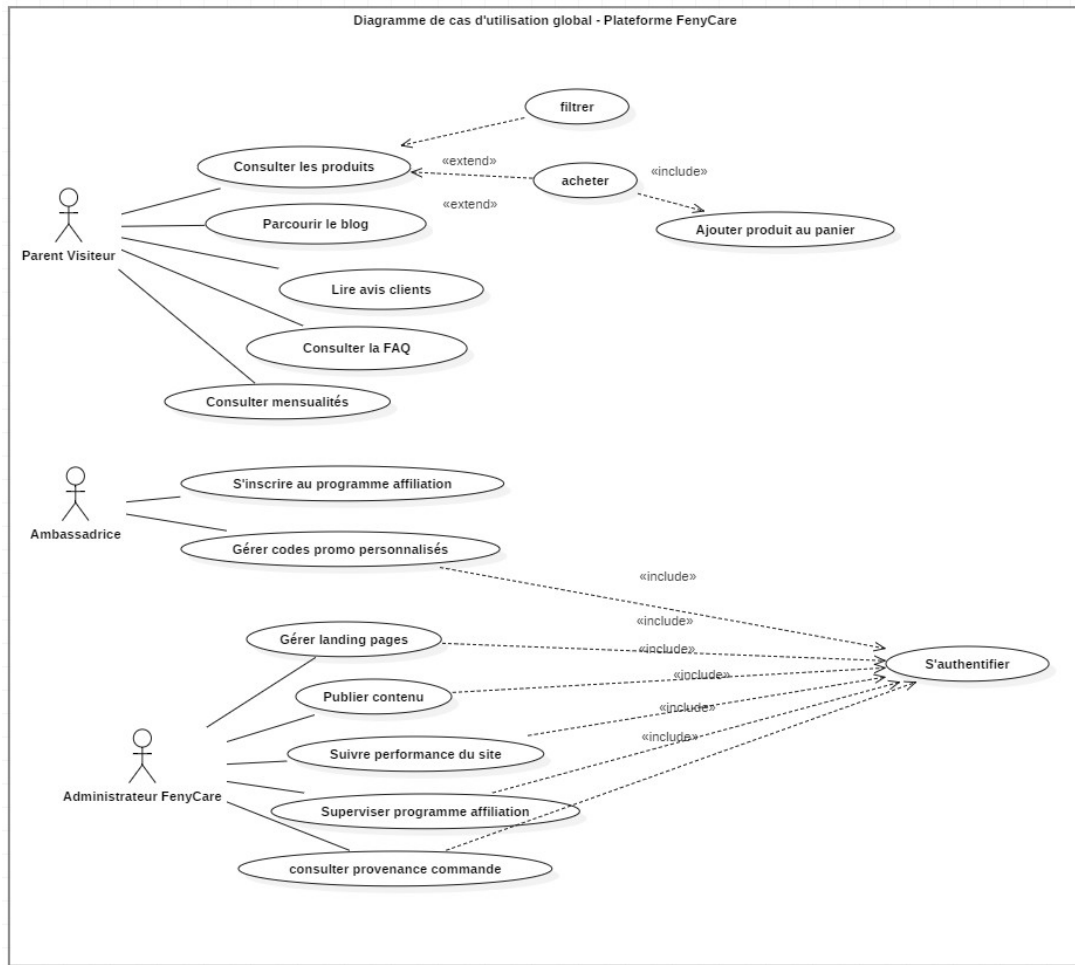 Diagramme de cas d'utilisation global - Plateforme FenyCare
filtrer
Consulter les produits
«extend»
acheter
«include»
Parcourir le blog
«extend»
Ajouter produit au panier
Parent Visiteur
Lire avis clients
Consulter la FAQ
Consulter mensualités
S'inscrire au programme affiliation
Ambassadrice
Gérer codes promo personnalisés
«include»
«include»
Gérer landing pages
«include»
S'authentifier
«include»
Publier contenu
«include»
«include»
Suivre performance du site
Administrateur FenyCare
Superviser programme affiliation
consulter provenance commande